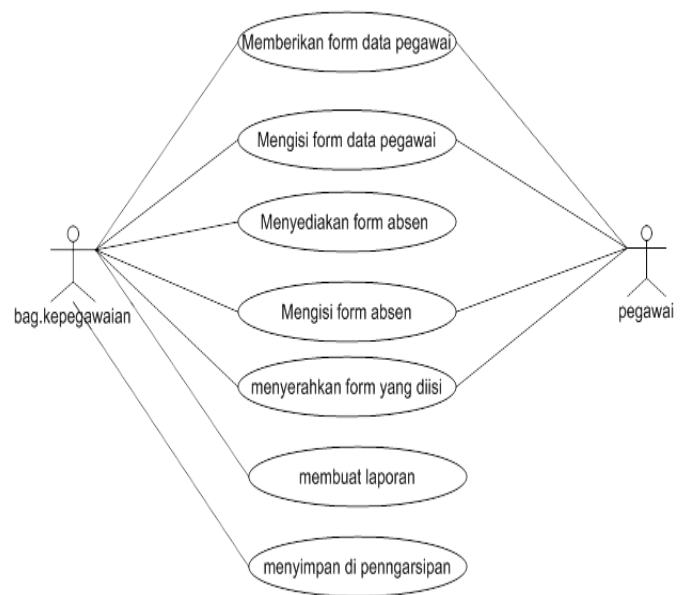 Memberikan form data pegawai
Mengisi form data pegawai
Menyediakan form absen
Mengisi form absen
bag.kepegawaian
pegawai
menyerahkan form yang diisi
membuat laporan
menyimpan di penngarsipan